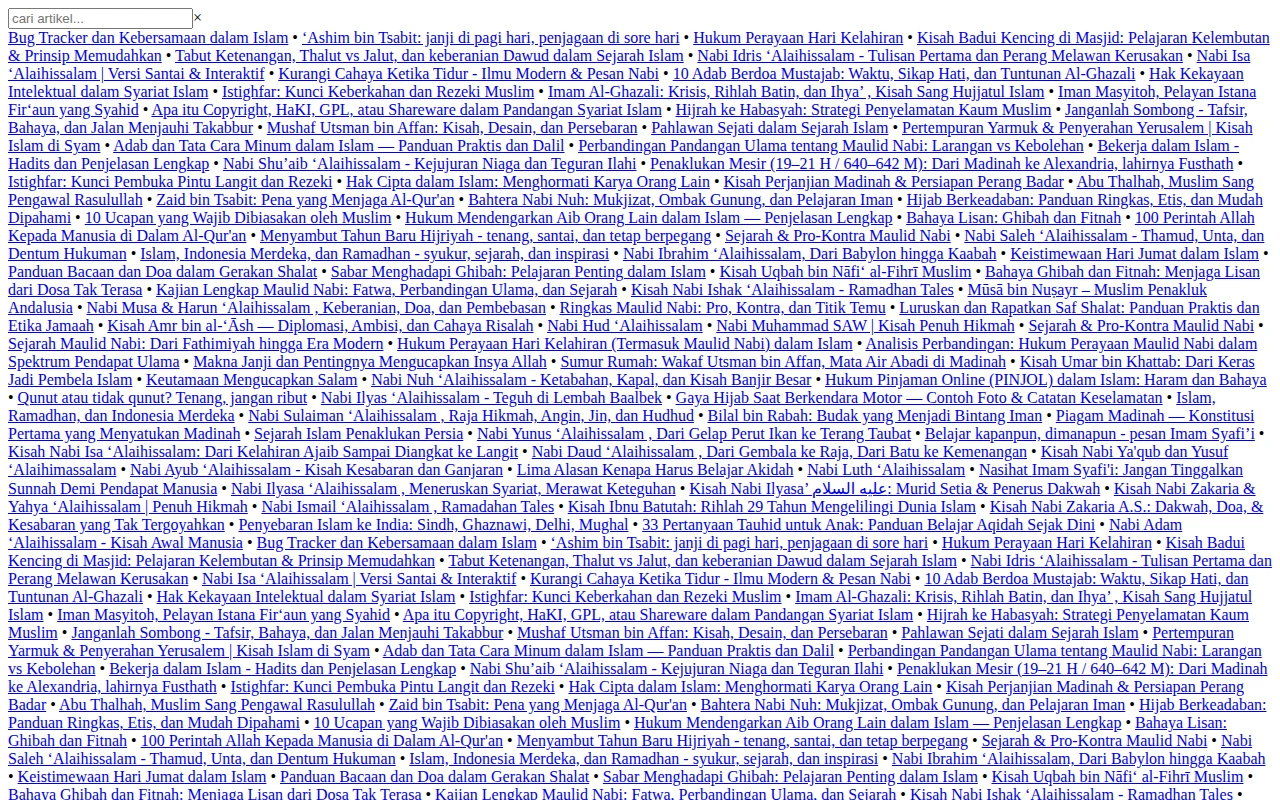 cari artikel... ×
Bug Tracker dan Kebersamaan dalam Islam • ‘Ashim bin Tsabit: janji di pagi hari, penjagaan di sore hari • Hukum Perayaan Hari Kelahiran • Kisah Badui Kencing di Masjid: Pelajaran Kelembutan
& Prinsip Memudahkan • Tabut Ketenangan, Thalut vs Jalut, dan keberanian Dawud dalam Sejarah Islam • Nabi Idris ‘Alaihissalam - Tulisan Pertama dan Perang Melawan Kerusakan • Nabi Isa
‘Alaihissalam | Versi Santai & Interaktif • Kurangi Cahaya Ketika Tidur - Ilmu Modern & Pesan Nabi • 10 Adab Berdoa Mustajab: Waktu, Sikap Hati, dan Tuntunan Al-Ghazali • Hak Kekayaan
Intelektual dalam Syariat Islam • Istighfar: Kunci Keberkahan dan Rezeki Muslim • Imam Al-Ghazali: Krisis, Rihlah Batin, dan Ihya’ , Kisah Sang Hujjatul Islam • Iman Masyitoh, Pelayan Istana
Fir‘aun yang Syahid • Apa itu Copyright, HaKI, GPL, atau Shareware dalam Pandangan Syariat Islam • Hijrah ke Habasyah: Strategi Penyelamatan Kaum Muslim • Janganlah Sombong - Tafsir,
Bahaya, dan Jalan Menjauhi Takabbur • Mushaf Utsman bin Affan: Kisah, Desain, dan Persebaran • Pahlawan Sejati dalam Sejarah Islam • Pertempuran Yarmuk & Penyerahan Yerusalem | Kisah
Islam di Syam • Adab dan Tata Cara Minum dalam Islam — Panduan Praktis dan Dalil • Perbandingan Pandangan Ulama tentang Maulid Nabi: Larangan vs Kebolehan • Bekerja dalam Islam -
Hadits dan Penjelasan Lengkap • Nabi Shu’aib ‘Alaihissalam - Kejujuran Niaga dan Teguran Ilahi • Penaklukan Mesir (19–21 H / 640–642 M): Dari Madinah ke Alexandria, lahirnya Fusthath •
Istighfar: Kunci Pembuka Pintu Langit dan Rezeki • Hak Cipta dalam Islam: Menghormati Karya Orang Lain • Kisah Perjanjian Madinah & Persiapan Perang Badar • Abu Thalhah, Muslim Sang
Pengawal Rasulullah • Zaid bin Tsabit: Pena yang Menjaga Al-Qur'an • Bahtera Nabi Nuh: Mukjizat, Ombak Gunung, dan Pelajaran Iman • Hijab Berkeadaban: Panduan Ringkas, Etis, dan Mudah
Dipahami • 10 Ucapan yang Wajib Dibiasakan oleh Muslim • Hukum Mendengarkan Aib Orang Lain dalam Islam — Penjelasan Lengkap • Bahaya Lisan: Ghibah dan Fitnah • 100 Perintah Allah
Kepada Manusia di Dalam Al-Qur'an • Menyambut Tahun Baru Hijriyah - tenang, santai, dan tetap berpegang • Sejarah & Pro-Kontra Maulid Nabi • Nabi Saleh ‘Alaihissalam - Thamud, Unta, dan
Dentum Hukuman • Islam, Indonesia Merdeka, dan Ramadhan - syukur, sejarah, dan inspirasi • Nabi Ibrahim ‘Alaihissalam, Dari Babylon hingga Kaabah • Keistimewaan Hari Jumat dalam Islam •
Panduan Bacaan dan Doa dalam Gerakan Shalat • Sabar Menghadapi Ghibah: Pelajaran Penting dalam Islam • Kisah Uqbah bin Nāfi‘ al-Fihrī Muslim • Bahaya Ghibah dan Fitnah: Menjaga Lisan
dari Dosa Tak Terasa • Kajian Lengkap Maulid Nabi: Fatwa, Perbandingan Ulama, dan Sejarah • Kisah Nabi Ishak ‘Alaihissalam - Ramadhan Tales • Mūsā bin Nuṣayr – Muslim Penakluk
Andalusia • Nabi Musa & Harun ‘Alaihissalam , Keberanian, Doa, dan Pembebasan • Ringkas Maulid Nabi: Pro, Kontra, dan Titik Temu • Luruskan dan Rapatkan Saf Shalat: Panduan Praktis dan
Etika Jamaah • Kisah Amr bin al-‘Āsh — Diplomasi, Ambisi, dan Cahaya Risalah • Nabi Hud ‘Alaihissalam • Nabi Muhammad SAW | Kisah Penuh Hikmah • Sejarah & Pro-Kontra Maulid Nabi •
Sejarah Maulid Nabi: Dari Fathimiyah hingga Era Modern • Hukum Perayaan Hari Kelahiran (Termasuk Maulid Nabi) dalam Islam • Analisis Perbandingan: Hukum Perayaan Maulid Nabi dalam
Spektrum Pendapat Ulama • Makna Janji dan Pentingnya Mengucapkan Insya Allah • Sumur Rumah: Wakaf Utsman bin Affan, Mata Air Abadi di Madinah • Kisah Umar bin Khattab: Dari Keras
Jadi Pembela Islam • Keutamaan Mengucapkan Salam • Nabi Nuh ‘Alaihissalam - Ketabahan, Kapal, dan Kisah Banjir Besar • Hukum Pinjaman Online (PINJOL) dalam Islam: Haram dan Bahaya
• Qunut atau tidak qunut? Tenang, jangan ribut • Nabi Ilyas ‘Alaihissalam - Teguh di Lembah Baalbek • Gaya Hijab Saat Berkendara Motor — Contoh Foto & Catatan Keselamatan • Islam,
Ramadhan, dan Indonesia Merdeka • Nabi Sulaiman ‘Alaihissalam , Raja Hikmah, Angin, Jin, dan Hudhud • Bilal bin Rabah: Budak yang Menjadi Bintang Iman • Piagam Madinah — Konstitusi
Pertama yang Menyatukan Madinah • Sejarah Islam Penaklukan Persia • Nabi Yunus ‘Alaihissalam , Dari Gelap Perut Ikan ke Terang Taubat • Belajar kapanpun, dimanapun - pesan Imam Syafi’i •
Kisah Nabi Isa ‘Alaihissalam: Dari Kelahiran Ajaib Sampai Diangkat ke Langit • Nabi Daud ‘Alaihissalam , Dari Gembala ke Raja, Dari Batu ke Kemenangan • Kisah Nabi Ya'qub dan Yusuf
‘Alaihimassalam • Nabi Ayub ‘Alaihissalam - Kisah Kesabaran dan Ganjaran • Lima Alasan Kenapa Harus Belajar Akidah • Nabi Luth ‘Alaihissalam • Nasihat Imam Syafi'i: Jangan Tinggalkan
Sunnah Demi Pendapat Manusia • Nabi Ilyasa ‘Alaihissalam , Meneruskan Syariat, Merawat Keteguhan • Kisah Nabi Ilyasa’ عليه السلام: Murid Setia & Penerus Dakwah • Kisah Nabi Zakaria &
Yahya ‘Alaihissalam | Penuh Hikmah • Nabi Ismail ‘Alaihissalam , Ramadahan Tales • Kisah Ibnu Batutah: Rihlah 29 Tahun Mengelilingi Dunia Islam • Kisah Nabi Zakaria A.S.: Dakwah, Doa, &
Kesabaran yang Tak Tergoyahkan • Penyebaran Islam ke India: Sindh, Ghaznawi, Delhi, Mughal • 33 Pertanyaan Tauhid untuk Anak: Panduan Belajar Aqidah Sejak Dini • Nabi Adam
‘Alaihissalam - Kisah Awal Manusia • Bug Tracker dan Kebersamaan dalam Islam • ‘Ashim bin Tsabit: janji di pagi hari, penjagaan di sore hari • Hukum Perayaan Hari Kelahiran • Kisah Badui
Kencing di Masjid: Pelajaran Kelembutan & Prinsip Memudahkan • Tabut Ketenangan, Thalut vs Jalut, dan keberanian Dawud dalam Sejarah Islam • Nabi Idris ‘Alaihissalam - Tulisan Pertama dan
Perang Melawan Kerusakan • Nabi Isa ‘Alaihissalam | Versi Santai & Interaktif • Kurangi Cahaya Ketika Tidur - Ilmu Modern & Pesan Nabi • 10 Adab Berdoa Mustajab: Waktu, Sikap Hati, dan
Tuntunan Al-Ghazali • Hak Kekayaan Intelektual dalam Syariat Islam • Istighfar: Kunci Keberkahan dan Rezeki Muslim • Imam Al-Ghazali: Krisis, Rihlah Batin, dan Ihya’ , Kisah Sang Hujjatul
Islam • Iman Masyitoh, Pelayan Istana Fir‘aun yang Syahid • Apa itu Copyright, HaKI, GPL, atau Shareware dalam Pandangan Syariat Islam • Hijrah ke Habasyah: Strategi Penyelamatan Kaum
Muslim • Janganlah Sombong - Tafsir, Bahaya, dan Jalan Menjauhi Takabbur • Mushaf Utsman bin Affan: Kisah, Desain, dan Persebaran • Pahlawan Sejati dalam Sejarah Islam • Pertempuran
Yarmuk & Penyerahan Yerusalem | Kisah Islam di Syam • Adab dan Tata Cara Minum dalam Islam — Panduan Praktis dan Dalil • Perbandingan Pandangan Ulama tentang Maulid Nabi: Larangan
vs Kebolehan • Bekerja dalam Islam - Hadits dan Penjelasan Lengkap • Nabi Shu’aib ‘Alaihissalam - Kejujuran Niaga dan Teguran Ilahi • Penaklukan Mesir (19–21 H / 640–642 M): Dari Madinah
ke Alexandria, lahirnya Fusthath • Istighfar: Kunci Pembuka Pintu Langit dan Rezeki • Hak Cipta dalam Islam: Menghormati Karya Orang Lain • Kisah Perjanjian Madinah & Persiapan Perang
Badar • Abu Thalhah, Muslim Sang Pengawal Rasulullah • Zaid bin Tsabit: Pena yang Menjaga Al-Qur'an • Bahtera Nabi Nuh: Mukjizat, Ombak Gunung, dan Pelajaran Iman • Hijab Berkeadaban:
Panduan Ringkas, Etis, dan Mudah Dipahami • 10 Ucapan yang Wajib Dibiasakan oleh Muslim • Hukum Mendengarkan Aib Orang Lain dalam Islam — Penjelasan Lengkap • Bahaya Lisan:
Ghibah dan Fitnah • 100 Perintah Allah Kepada Manusia di Dalam Al-Qur'an • Menyambut Tahun Baru Hijriyah - tenang, santai, dan tetap berpegang • Sejarah & Pro-Kontra Maulid Nabi • Nabi
Saleh ‘Alaihissalam - Thamud, Unta, dan Dentum Hukuman • Islam, Indonesia Merdeka, dan Ramadhan - syukur, sejarah, dan inspirasi • Nabi Ibrahim ‘Alaihissalam, Dari Babylon hingga Kaabah
• Keistimewaan Hari Jumat dalam Islam • Panduan Bacaan dan Doa dalam Gerakan Shalat • Sabar Menghadapi Ghibah: Pelajaran Penting dalam Islam • Kisah Uqbah bin Nāfi‘ al-Fihrī Muslim •
Bahaya Ghibah dan Fitnah: Menjaga Lisan dari Dosa Tak Terasa • Kajian Lengkap Maulid Nabi: Fatwa, Perbandingan Ulama, dan Sejarah • Kisah Nabi Ishak ‘Alaihissalam - Ramadhan Tales •